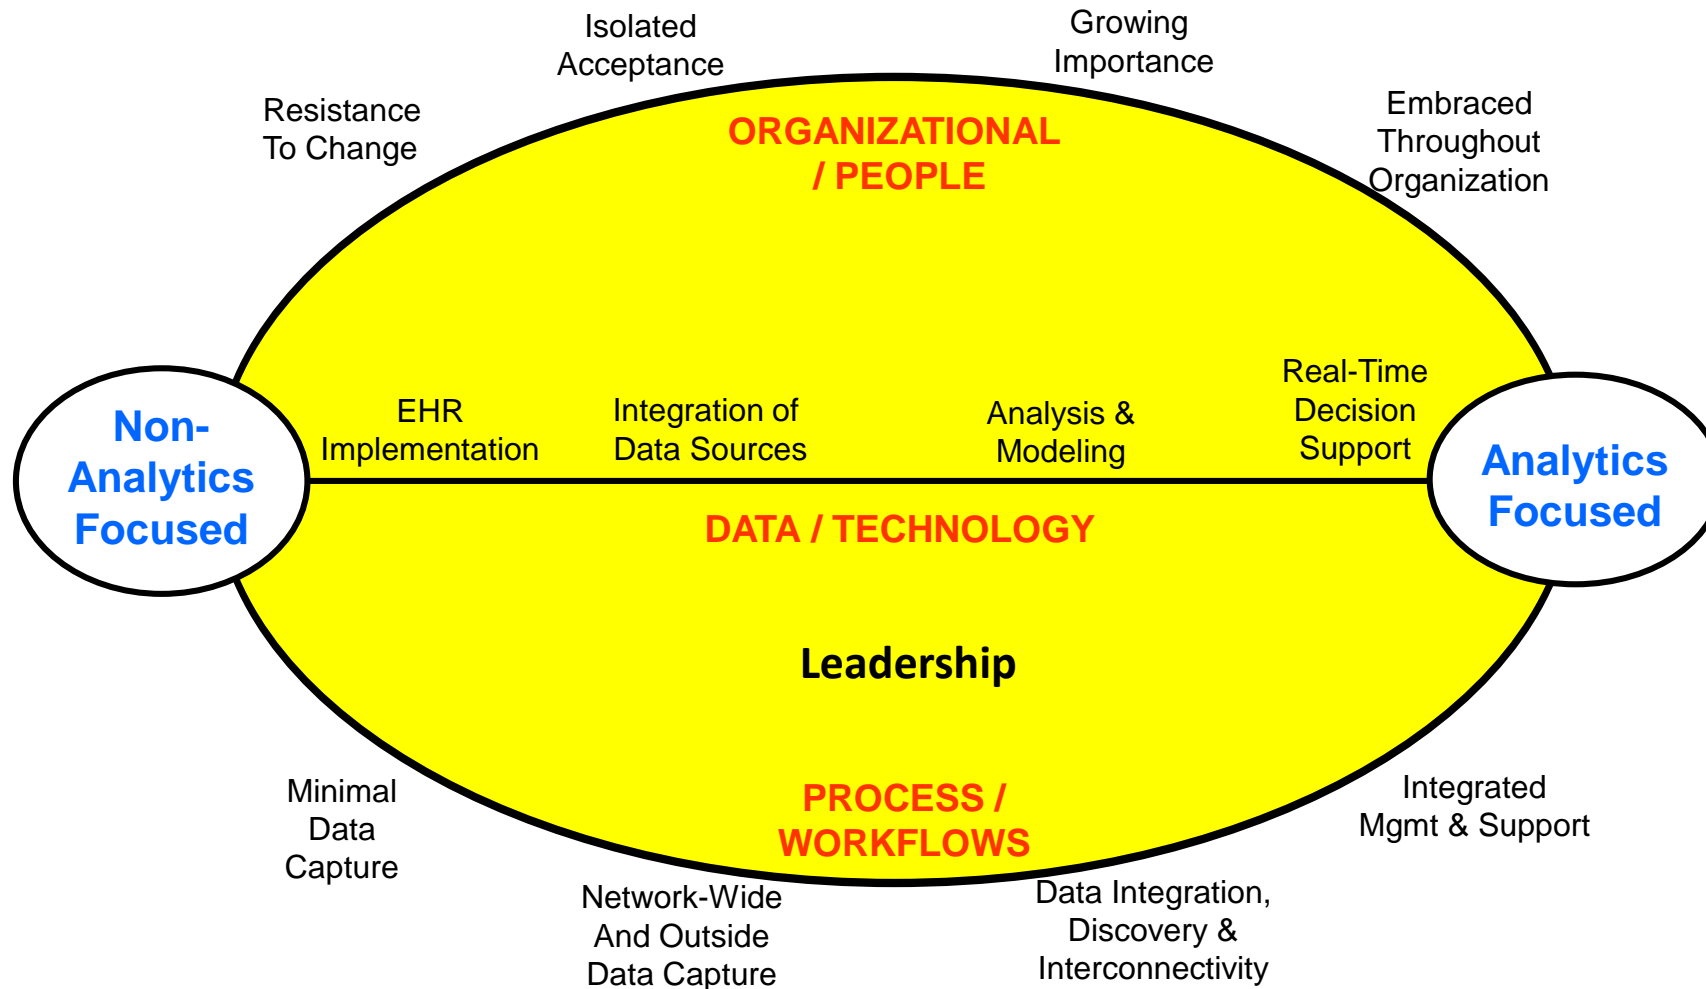 Isolated
Acceptance
Growing
Importance
Resistance
To Change
Embraced
Throughout
Organization
ORGANIZATIONAL
/ PEOPLE
Non-
Analytics
Focused
EHR
Implementation
Integration of
Data Sources
Analysis &
Modeling
Real-Time
Decision
Support
Analytics
Focused
DATA / TECHNOLOGY
Leadership
PROCESS /
WORKFLOWS
Minimal
Data
Capture
Network-Wide
And Outside
Data Capture
Data Integration,
Discovery &
Interconnectivity
Integrated
Mgmt & Support